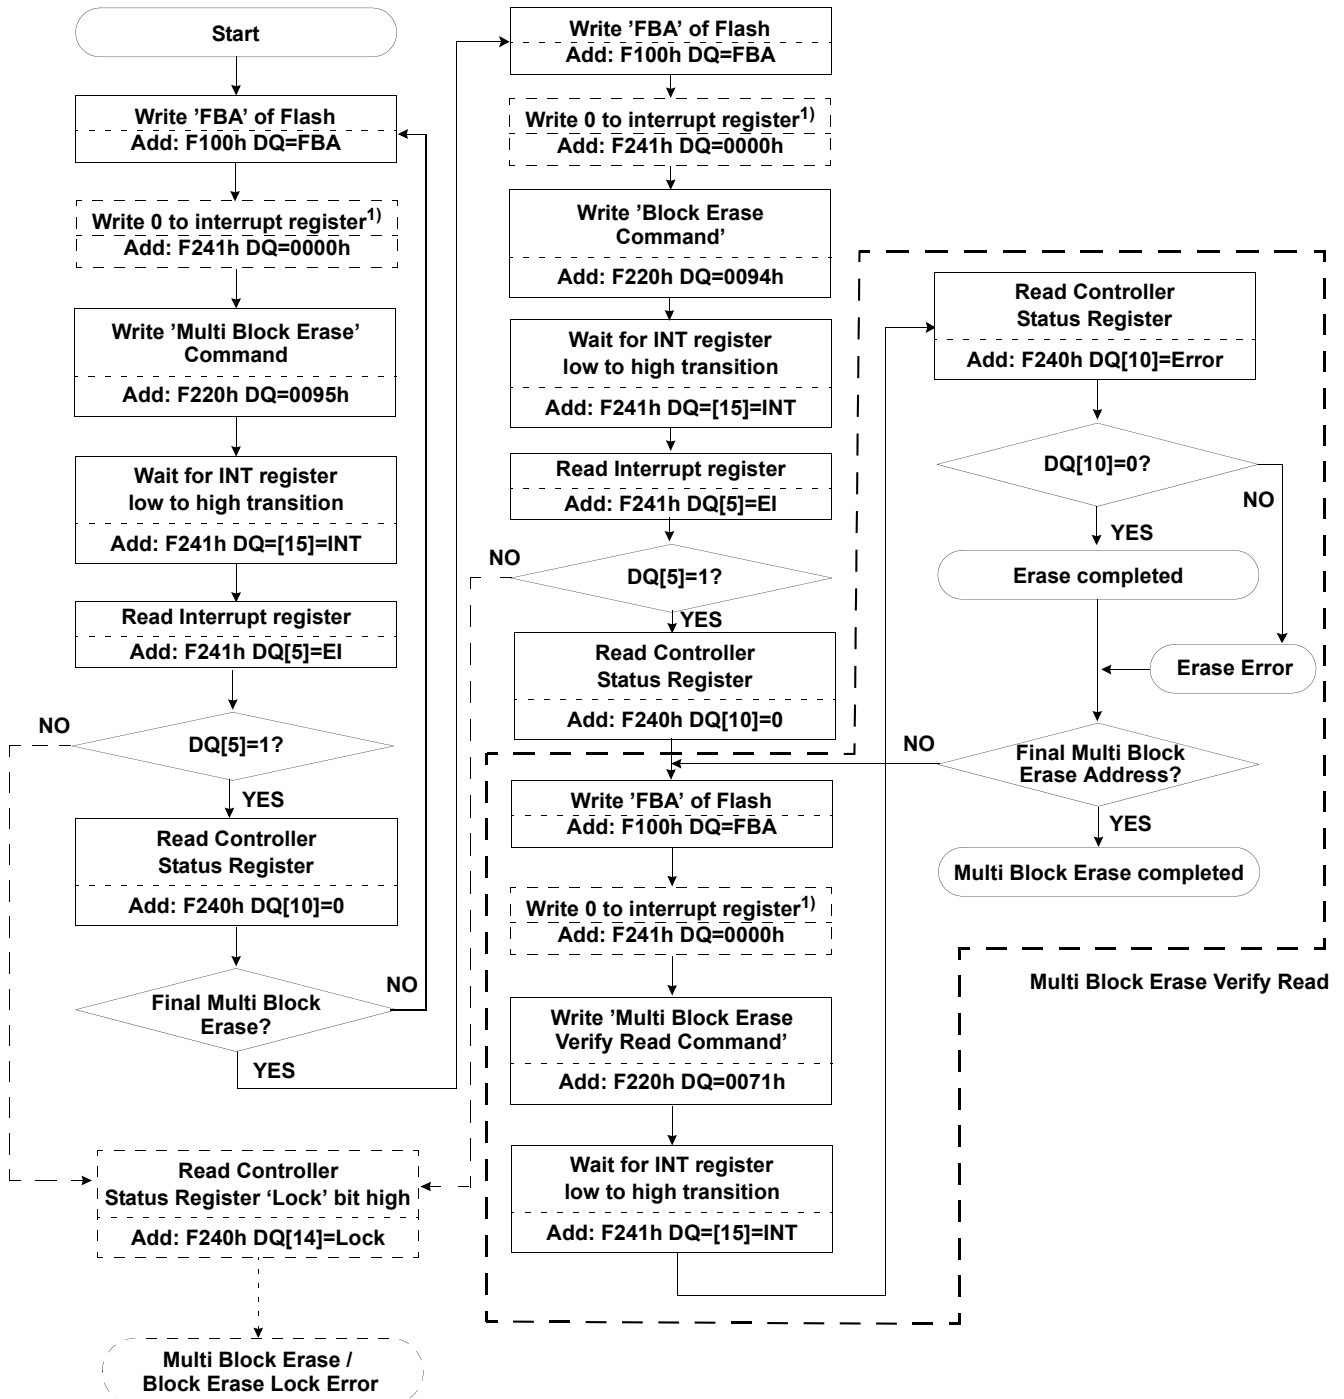 Start
Write ’FBA’ of Flash
Add: F100h DQ=FBA
Write 0 to interrupt register1)
Add: F241h DQ=0000h
Write ’Multi Block Erase’
Command
Add: F220h DQ=0095h
Wait for INT register
low to high transition
Add: F241h DQ=[15]=INT
Read Interrupt register
Add: F241h DQ[5]=EI
NO
DQ[5]=1?
YES
Read Controller
Status Register
Add: F240h DQ[10]=0
NO
Final Multi Block
Erase?
YES
Read Controller
Status Register ‘Lock’ bit high
Add: F240h DQ[14]=Lock
Multi Block Erase /
Block Erase Lock Error
Write ’FBA’ of Flash
Add: F100h DQ=FBA
Write 0 to interrupt register1)
Add: F241h DQ=0000h
Write ’Block Erase
Command’
Add: F220h DQ=0094h
Wait for INT register
low to high transition
Add: F241h DQ=[15]=INT
Read Interrupt register
Add: F241h DQ[5]=EI
NO
DQ[5]=1?
YES
Read Controller
Status Register
Add: F240h DQ[10]=0
Write ’FBA’ of Flash
Add: F100h DQ=FBA
Write 0 to interrupt register1)
Add: F241h DQ=0000h
Write ’Multi Block Erase
Verify Read Command’
Add: F220h DQ=0071h
Wait for INT register
low to high transition
Add: F241h DQ=[15]=INT
Read Controller
Status Register
Add: F240h DQ[10]=Error
DQ[10]=0?
NO
YES
Erase completed
Erase Error
NO
Final Multi Block
Erase Address?
YES
Multi Block Erase completed
Multi Block Erase Verify Read